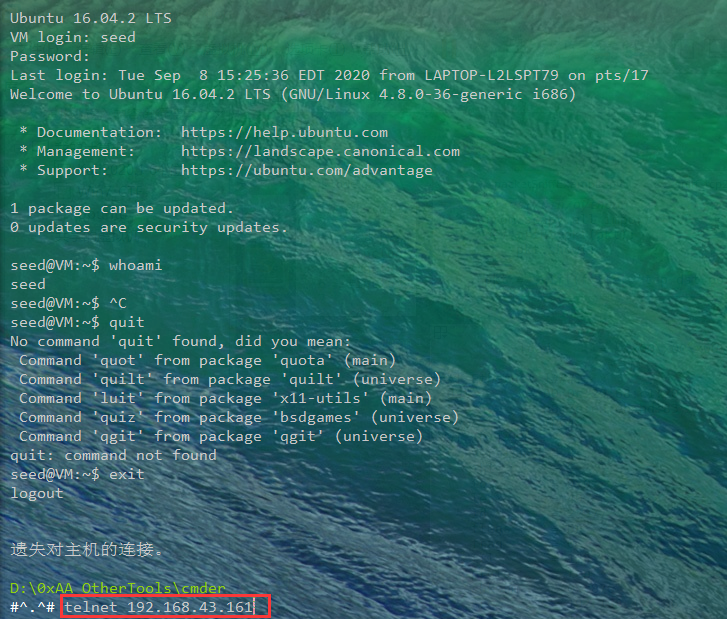 Ubuntu 16.04.2 LTS
VM login: seed
Password:
Last login: Tue Sep  8 15:25:36 EDT 2020 from LAPTOP-L2LSPT79 on pts/17
Welcome to Ubuntu 16.04.2 LTS (GNU/Linux 4.8.0-36-generic i686)
* Documentation:  https://help.ubuntu.com
* Management:     https://landscape.canonical.com
* Support:        https://ubuntu.com/advantage
1 package can be updated.
0 updates are security updates.
seed@VM:~$ whoami
seed
seed@VM:~$ ^C
seed@VM:~$ quit
No command 'quit' found, did you mean:
Command 'quot' from package 'quota' (main)
Command 'quilt' from package 'quilt' (universe)
Command 'luit' from package 'x11-utils' (main)
Command 'quiz' from package 'bsdgames' (universe)
Command 'qgit' from package 'qgit' (universe)
quit: command not found
seed@VM:~$ exit
logout
遗失对主机的连接。
D:\0xAA_OtherTools\cmder
#^.^# telnet 192.168.43.161